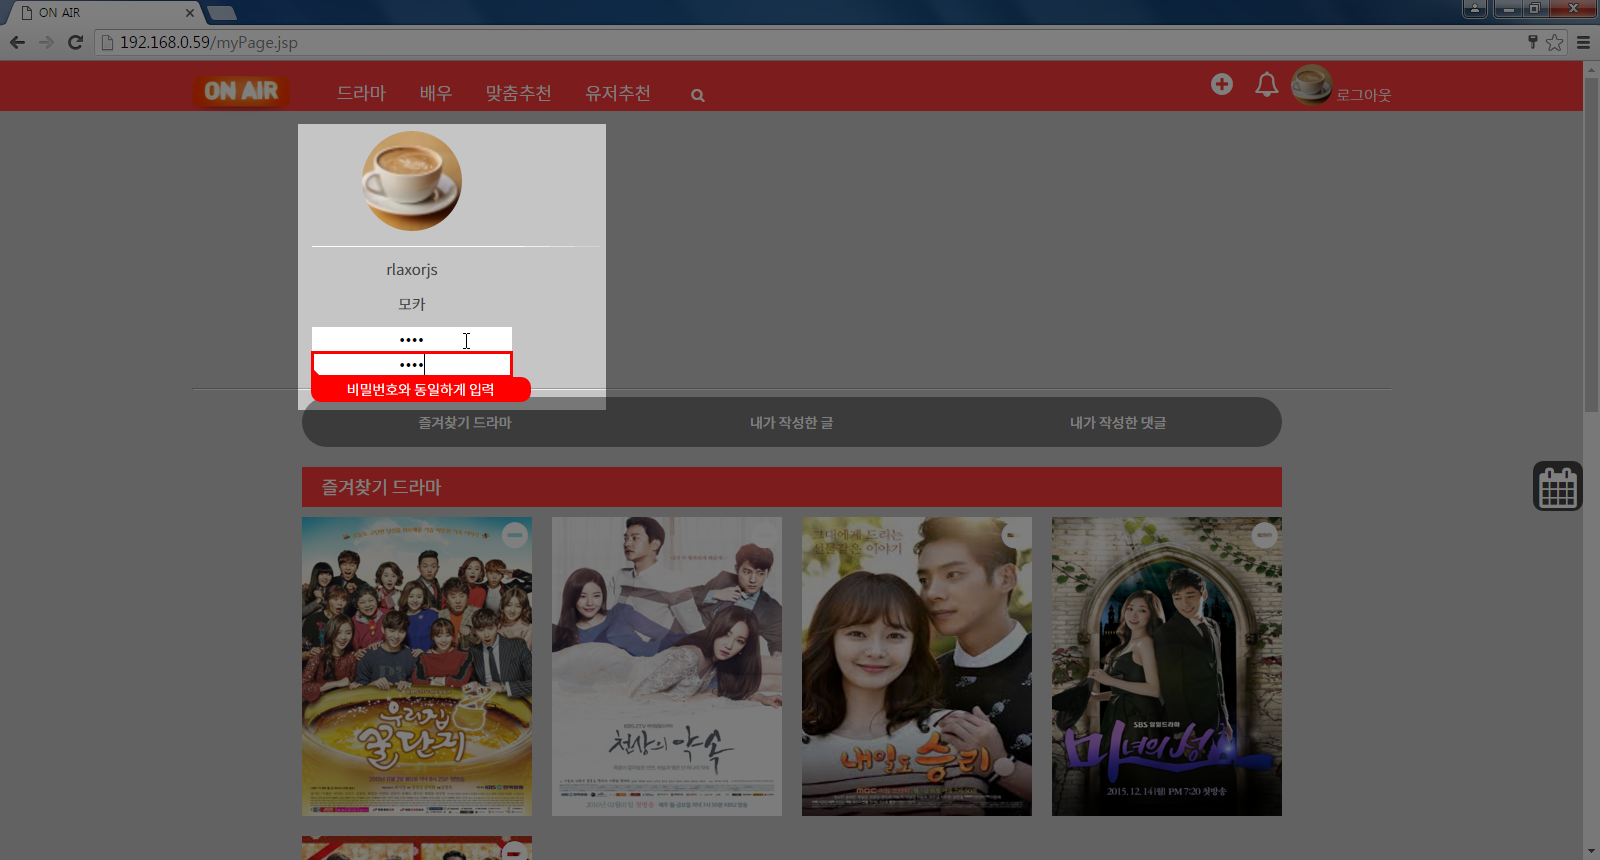 ON AIR
192.168.0.59/myPage.jsp
ON AIR
드라마 배우 맞춤추천 유저추천
로그아웃
rlaxorjs
모카
••••
••••
비밀번호와 동일하게 입력
즐겨찾기 드라마 내가 작성한 글 내가 작성한 댓글
즐겨찾기 드라마
우리집
꿀단지
천상의 약속
그대에게 드리는
선물같은 이야기
내일도 승리
SBS 일일드라마
마녀의 성
2015. 12. 14(월) PM 7:20 첫방송